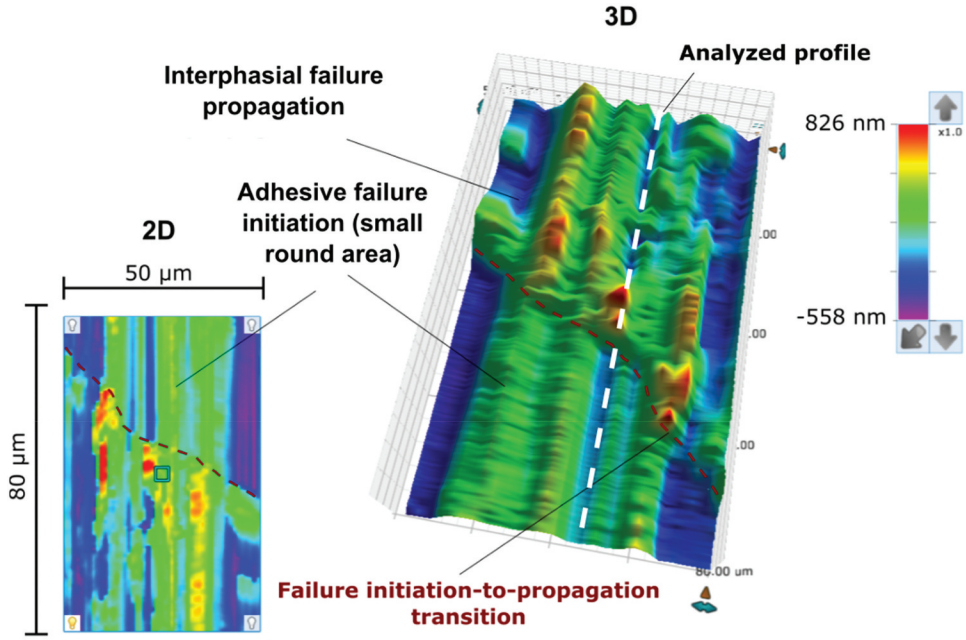 3D
Analyzed profile
Interphasial failure
propagation
826 nm
x1.0
Adhesive failure
initiation (small
round area)
2D
50 µm
80 µm
-558 nm
.00
.00
.00
80.00 um
Failure initiation-to-propagation
transition